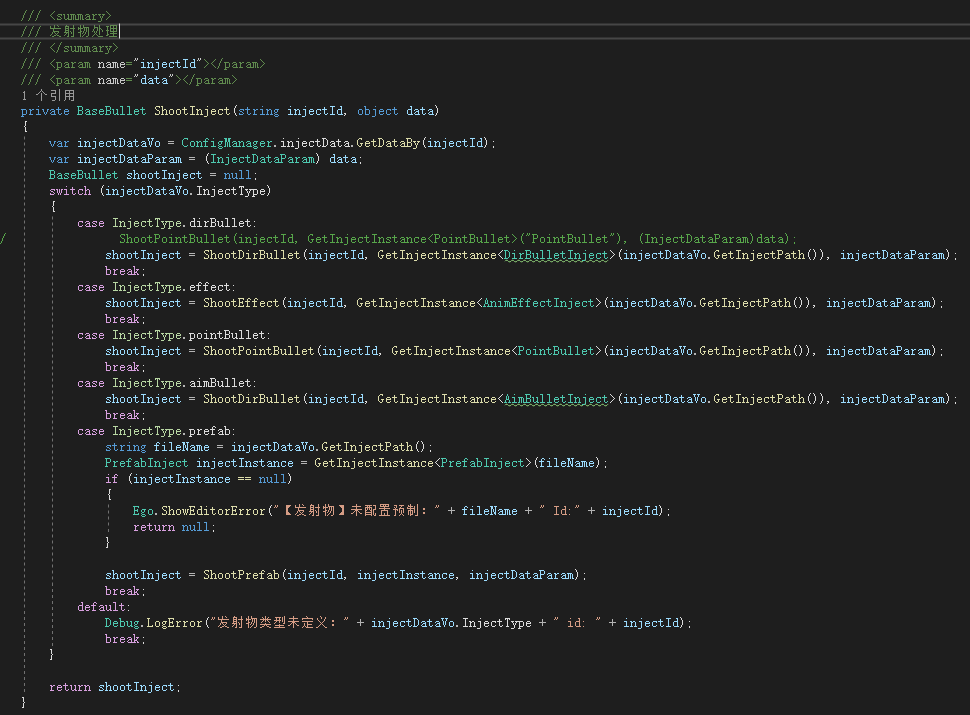 /// <summary>
/// 发射物处理
/// </summary>
/// <param name="injectId"></param>
/// <param name="data"></param>
1 个引用
private BaseBullet ShootInject(string injectId, object data)
{
    var injectDataVo = ConfigManager.injectData.GetDataBy(injectId);
    var injectDataParam = (InjectDataParam) data;
    BaseBullet shootInject = null;
    switch (injectDataVo.InjectType)
    {
        case InjectType.dirBullet:
/                ShootPointBullet(injectId, GetInjectInstance<PointBullet>("PointBullet"), (InjectDataParam)data);
            shootInject = ShootDirBullet(injectId, GetInjectInstance<DirBulletInject>(injectDataVo.GetInjectPath()), injectDataParam);
            break;
        case InjectType.effect:
            shootInject = ShootEffect(injectId, GetInjectInstance<AnimEffectInject>(injectDataVo.GetInjectPath()), injectDataParam);
            break;
        case InjectType.pointBullet:
            shootInject = ShootPointBullet(injectId, GetInjectInstance<PointBullet>(injectDataVo.GetInjectPath()), injectDataParam);
            break;
        case InjectType.aimBullet:
            shootInject = ShootDirBullet(injectId, GetInjectInstance<AimBulletInject>(injectDataVo.GetInjectPath()), injectDataParam);
            break;
        case InjectType.prefab:
            string fileName = injectDataVo.GetInjectPath();
            PrefabInject injectInstance = GetInjectInstance<PrefabInject>(fileName);
            if (injectInstance == null)
            {
                Ego.ShowEditorError("【发射物】未配置预制：" + fileName + " Id:" + injectId);
                return null;
            }

            shootInject = ShootPrefab(injectId, injectInstance, injectDataParam);
            break;
        default:
            Debug.LogError("发射物类型未定义：" + injectDataVo.InjectType + " id: " + injectId);
            break;
    }

    return shootInject;
}